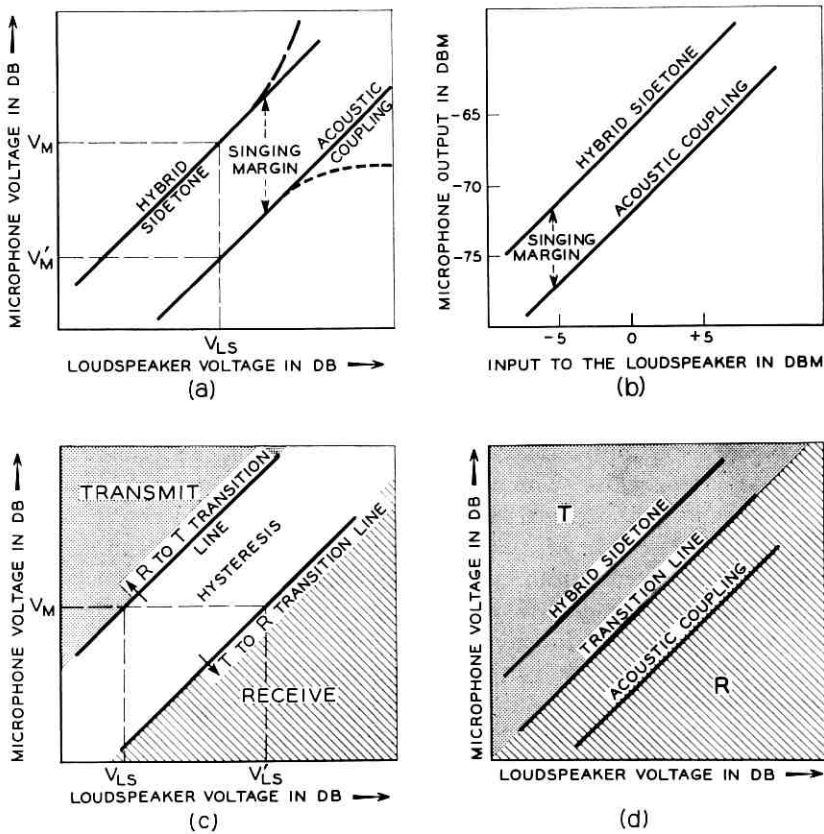 MICROPHONE VOLTAGE IN DB
V_M
V'_M
HYBRID
SIDETONE
SINGING
MARGIN
ACOUSTIC
COUPLING
V_LS
LOUDSPEAKER VOLTAGE IN DB
(a)
MICROPHONE OUTPUT IN DBM
-65
-70
-75
HYBRID SIDETONE
ACOUSTIC COUPLING
SINGING
MARGIN
-5 0 +5
INPUT TO THE LOUDSPEAKER IN DBM
(b)
MICROPHONE VOLTAGE IN DB
V_M
TRANSMIT
R TO T TRANSITION
LINE
HYSTERESIS
T TO R TRANSITION LINE
RECEIVE
V_LS V'_LS
LOUDSPEAKER VOLTAGE IN DB
(c)
MICROPHONE VOLTAGE IN DB
T
HYBRID SIDETONE
TRANSITION LINE
ACOUSTIC COUPLING
R
LOUDSPEAKER VOLTAGE IN DB
(d)